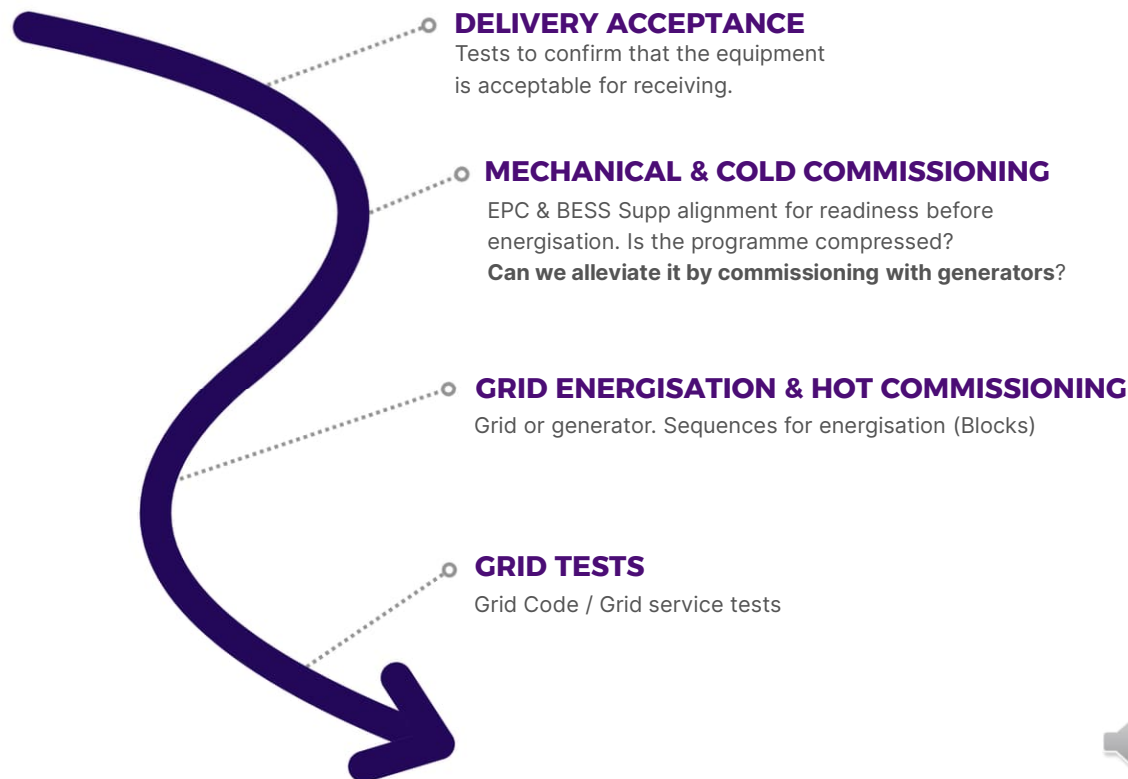 DELIVERY ACCEPTANCE
Tests to confirm that the equipment
is acceptable for receiving.
MECHANICAL & COLD COMMISSIONING
EPC & BESS Supp alignment for readiness before
energisation. Is the programme compressed?
Can we alleviate it by commissioning with generators?
GRID ENERGISATION & HOT COMMISSIONING
Grid or generator. Sequences for energisation (Blocks)
GRID TESTS
Grid Code / Grid service tests